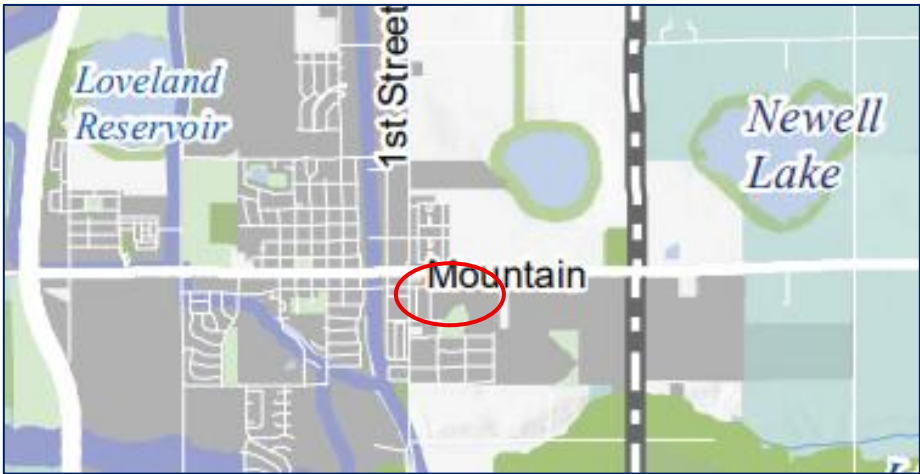 Loveland
Reservoir
1st Street
Newell
Lake
Mountain